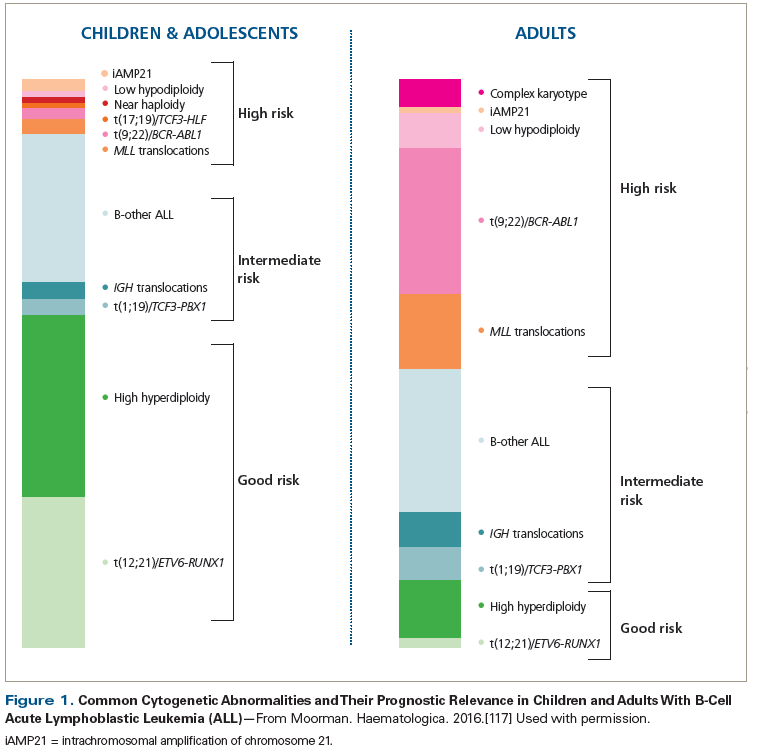 CHILDREN & ADOLESCENTS
iAMP21
Low hypodiploidy
Near haploidy
t(17;19)/TCF3-HLF
t(9;22)/BCR-ABL1
MLL translocations
High risk
B-other ALL
IGH translocations
t(1;19)/TCF3-PBX1
Intermediate
risk
High hyperdiploidy
t(12;21)/ETV6-RUNX1
Good risk
ADULTS
Complex karyotype
iAMP21
Low hypodiploidy
t(9;22)/BCR-ABL1
MLL translocations
High risk
B-other ALL
IGH translocations
t(1;19)/TCF3-PBX1
Intermediate
risk
High hyperdiploidy
t(12;21)/ETV6-RUNX1
Good risk
Figure 1. Common Cytogenetic Abnormalities and Their Prognostic Relevance in Children and Adults With B-Cell
Acute Lymphoblastic Leukemia (ALL)—From Moorman. Haematologica. 2016.[117] Used with permission.
iAMP21 = intrachromosomal amplification of chromosome 21.